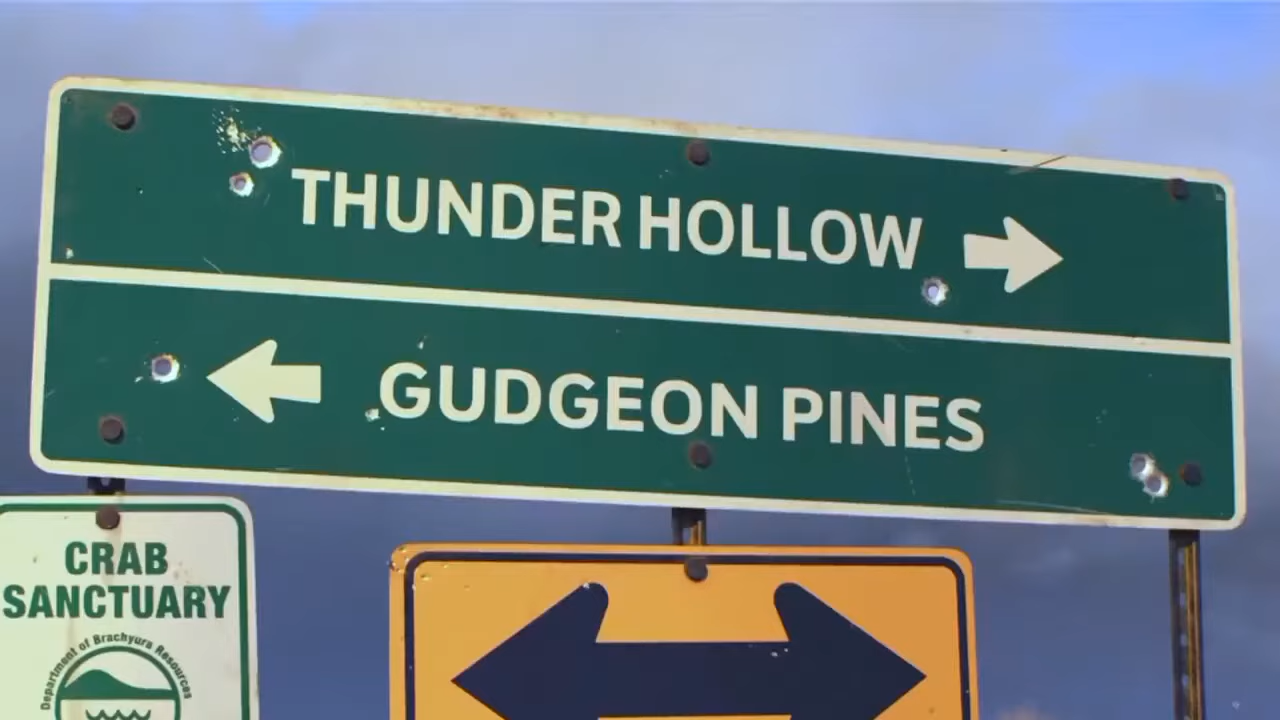 THUNDER HOLLOW
GUDGEON PINES
CRAB
SANCTUARY
Department of Brachyura Resources